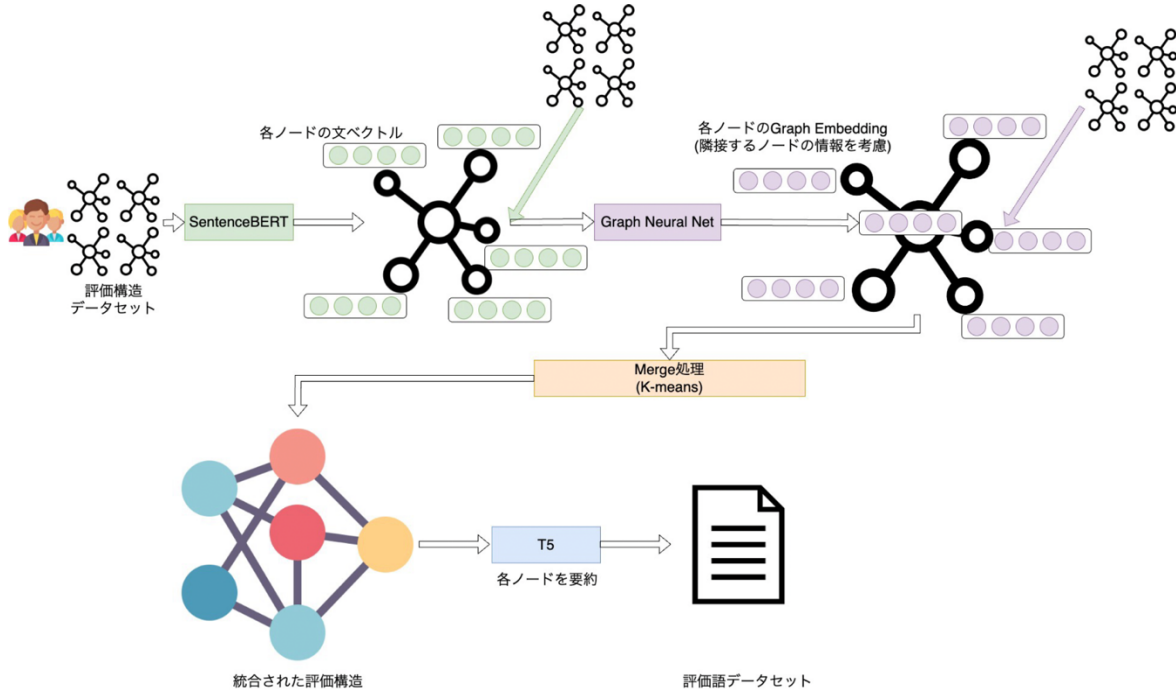 各ノードの文ベクトル
各ノードのGraph Embedding
(隣接するノードの情報を考慮)
SentenceBERT
Graph Neural Net
評価構造
データセット
Merge処理
(K-means)
T5
各ノードを要約
統合された評価構造
評価語データセット